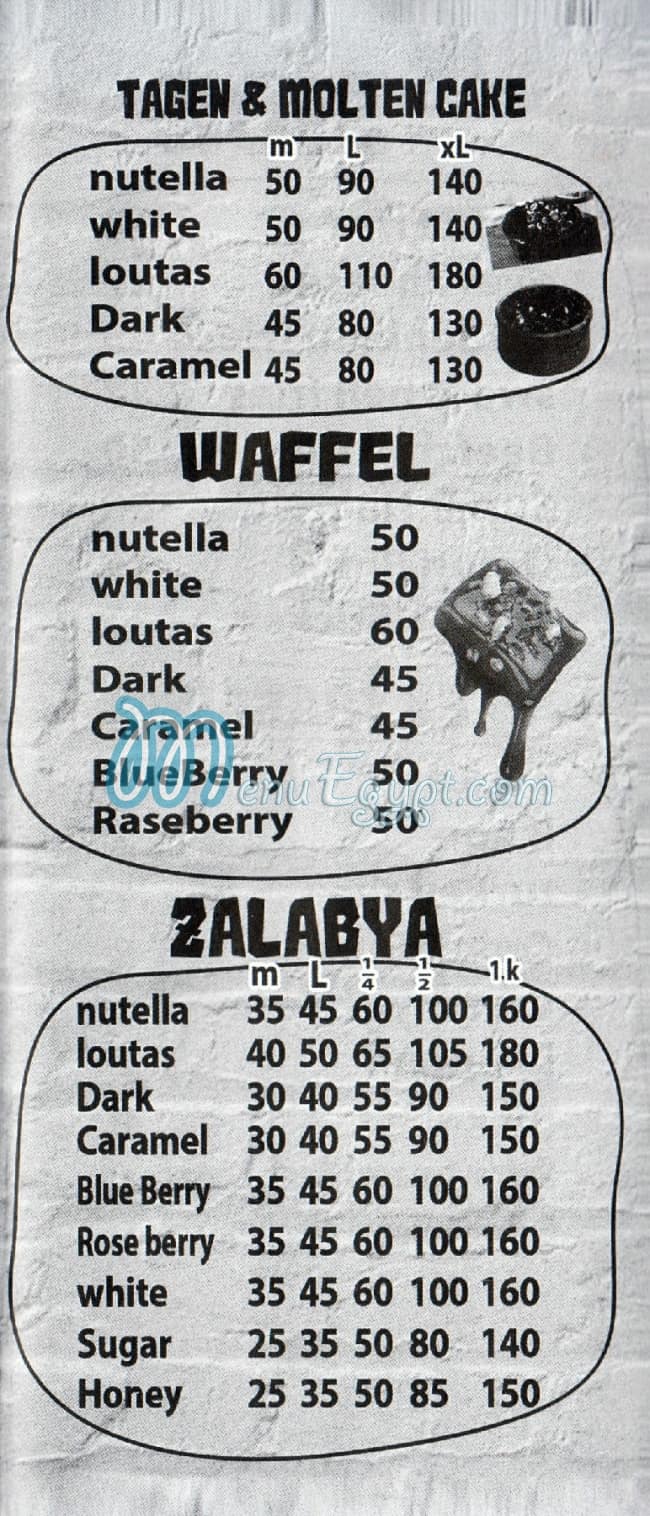 TAGEN & MOLTEN CAKE
m L xL
nutella 50 90 140
white 50 90 140
loutas 60 110 180
Dark 45 80 130
Caramel 45 80 130
WAFFEL
nutella 50
white 50
loutas 60
Dark 45
Caramel 45
BlueBerry 50
MenuEgypt.com
Raseberry 50
ZALABYA
m L 1/4 1/2 1.k
nutella 35 45 60 100 160
loutas 40 50 65 105 180
Dark 30 40 55 90 150
Caramel 30 40 55 90 150
Blue Berry 35 45 60 100 160
Rose berry 35 45 60 100 160
white 35 45 60 100 160
Sugar 25 35 50 80 140
Honey 25 35 50 85 150